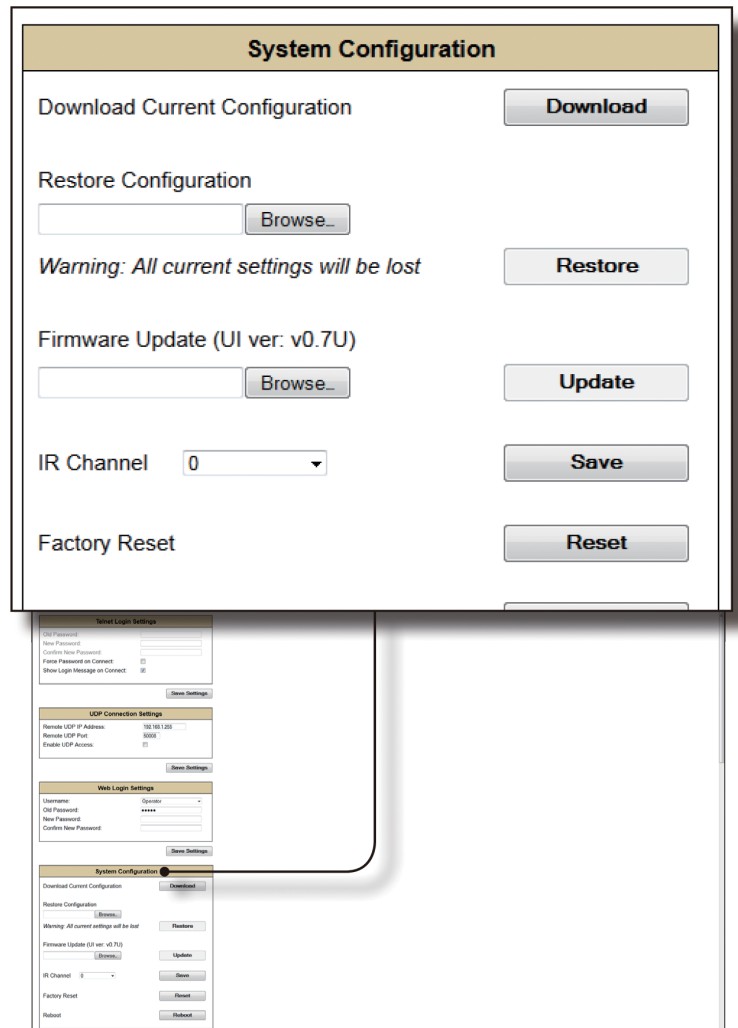 System Configuration
Download Current Configuration Download
Restore Configuration
Browse...
Warning: All current settings will be lost Restore
Firmware Update (UI ver: v0.7U)
Browse... Update
IR Channel 0 Save
Factory Reset Reset
Telnet Login Settings
Old Password:
New Password:
Confirm New Password:
Force Password on Connect:
Show Login Message on Connect:
Save Settings
UDP Connection Settings
Remote UDP IP Address: 192.168.1.255
Remote UDP Port: 50008
Enable UDP Access:
Save Settings
Web Login Settings
Username: Operator
Old Password: •••••
New Password:
Confirm New Password:
Save Settings
System Configuration
Download Current Configuration Download
Restore Configuration
Browse...
Warning: All current settings will be lost Restore
Firmware Update (UI ver: v0.7U)
Browse... Update
IR Channel 0 Save
Factory Reset Reset
Reboot Reboot